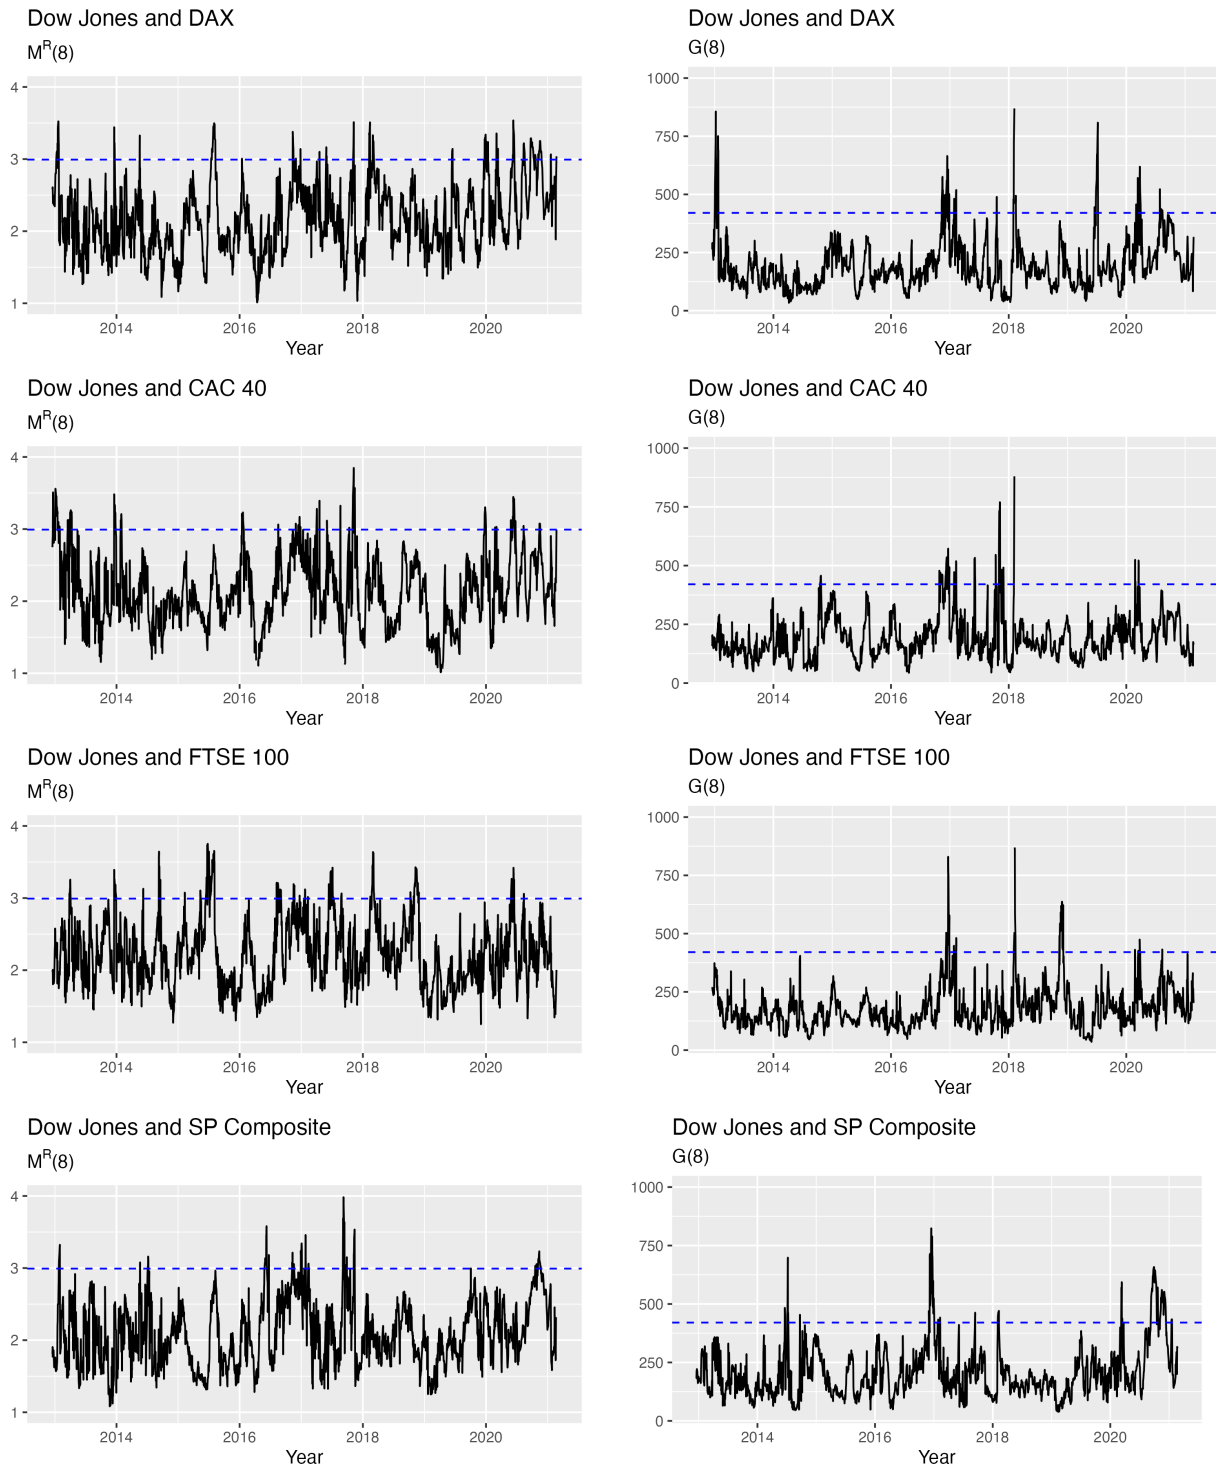 Dow Jones and DAX
M^R(8)
4
3
2
1
2014 2016 2018 2020
Year
Dow Jones and DAX
G(8)
1000
750
500
250
0
2014 2016 2018 2020
Year
Dow Jones and CAC 40
M^R(8)
4
3
2
1
2014 2016 2018 2020
Year
Dow Jones and CAC 40
G(8)
1000
750
500
250
0
2014 2016 2018 2020
Year
Dow Jones and FTSE 100
M^R(8)
4
3
2
1
2014 2016 2018 2020
Year
Dow Jones and FTSE 100
G(8)
1000
750
500
250
0
2014 2016 2018 2020
Year
Dow Jones and SP Composite
M^R(8)
4
3
2
1
2014 2016 2018 2020
Year
Dow Jones and SP Composite
G(8)
1000
750
500
250
0
2014 2016 2018 2020
Year